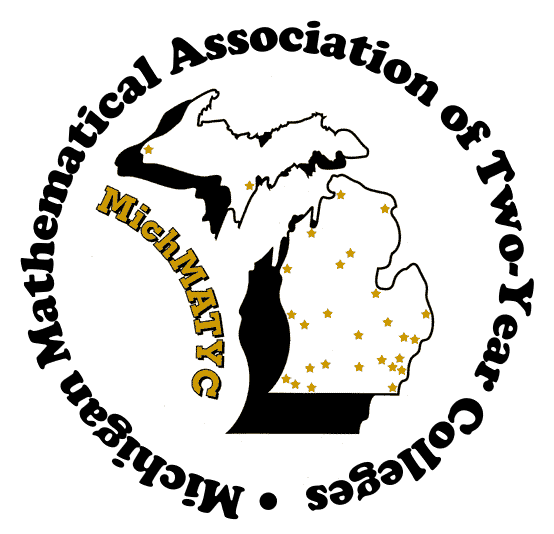 Michigan Mathematical Association of Two-Year Colleges •
MichMATYC